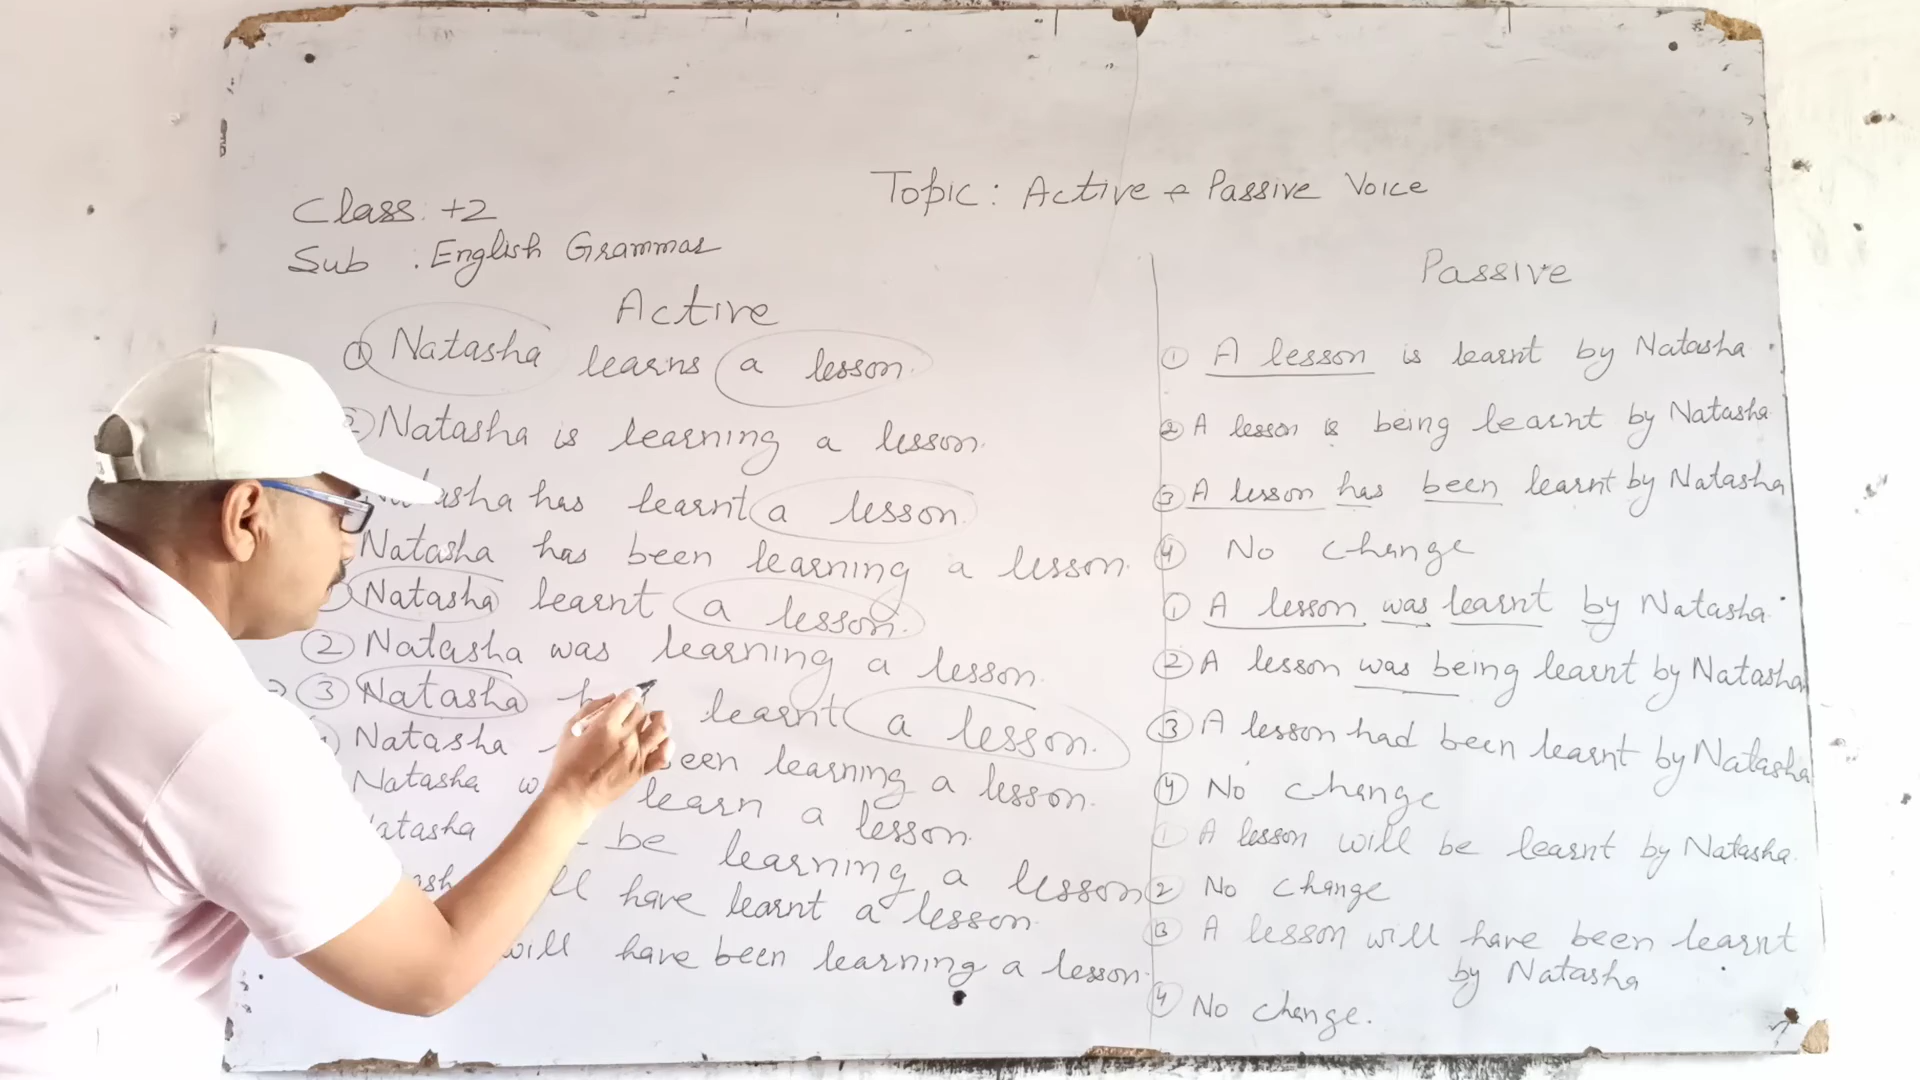 Topic: Active & Passive Voice
Class: +2
Sub : English Grammar
Active
① Natasha learns a lesson.
② Natasha is learning a lesson.
has learnt a lesson.
Natasha has been learning a lesson.
Natasha learnt a lesson.
② Natasha was learning a lesson.
③ Natasha learnt a lesson.
Natasha been learning a lesson.
Natasha learn a lesson.
be learning a lesson
have learnt a lesson.
will have been learning a lesson.
Passive
① A lesson is learnt by Natasha.
② A lesson is being learnt by Natasha
③ A lesson has been learnt by Natasha
④ No change
① A lesson was learnt by Natasha.
② A lesson was being learnt by Natasha
③ A lesson had been learnt by Natasha
④ No change
① A lesson will be learnt by Natasha.
② No change
③ A lesson will have been learnt
by Natasha
④ No change.